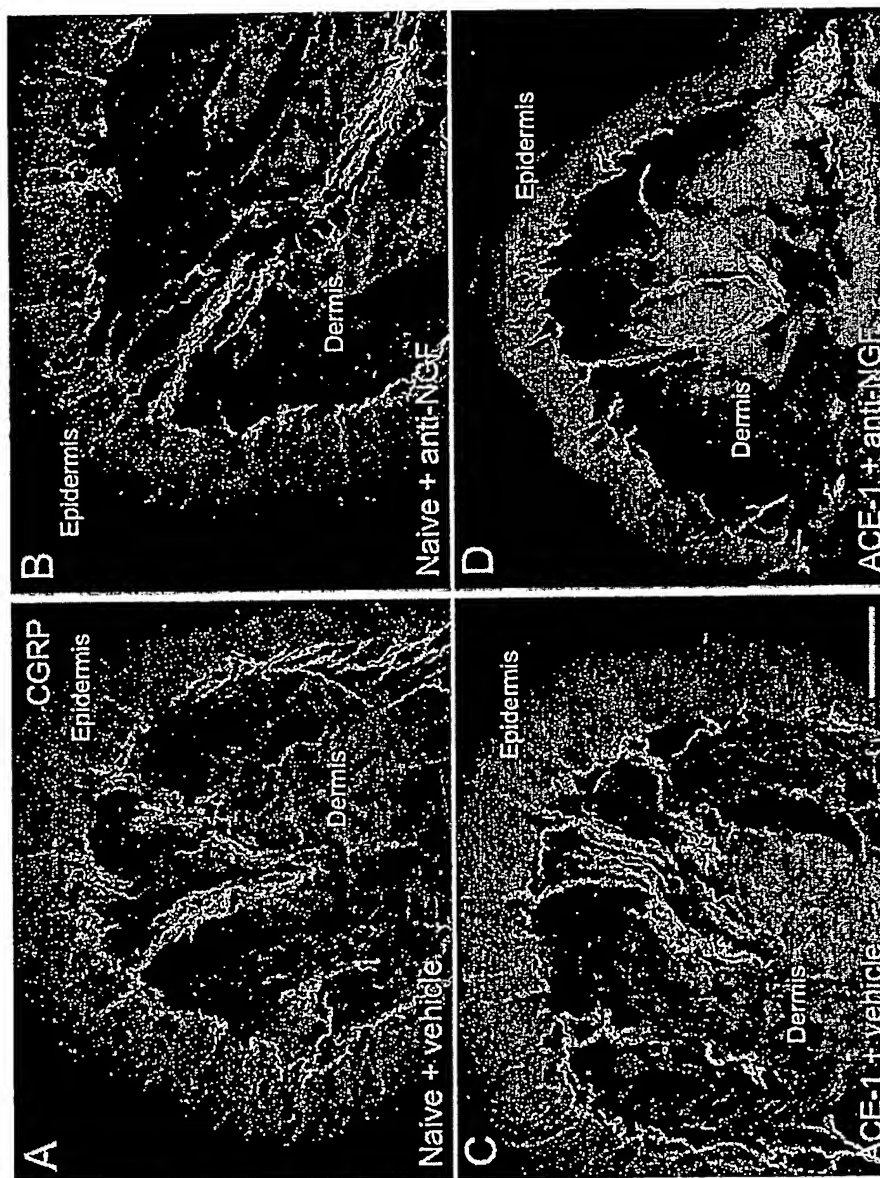 A
CGRP
Epidermis
Dermis
Naive + vehicle
B
Epidermis
Dermis
Naive + anti-NGF
C
Epidermis
Dermis
ACE-1 + vehicle
D
Epidermis
Dermis
ACE-1 + anti-NGF